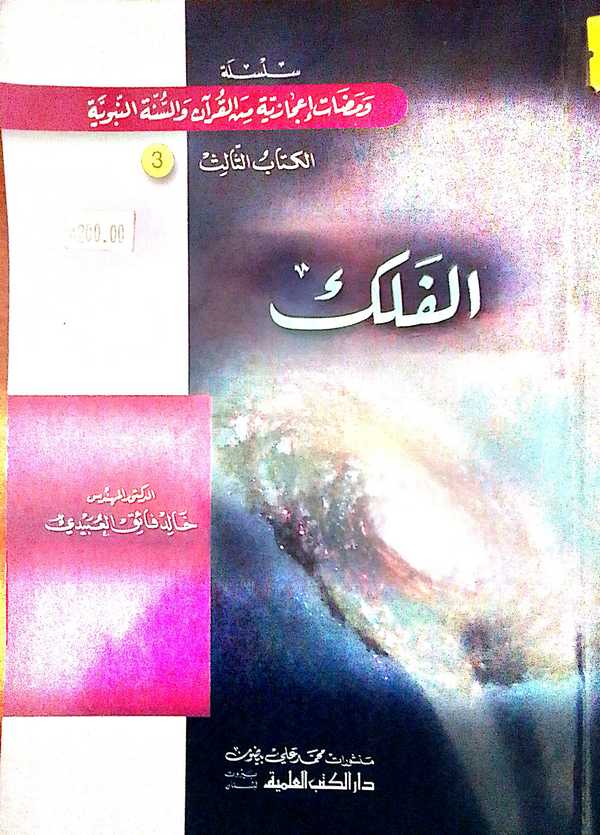 سلسلة
ومضات إعجازية من القرآن والسنة النبوية
الكتاب الثالث 3
الفلك
الدكتور المهندس
خالد فائق العبيدي
منشورات محمد علي بيضون
دار الكتب العلمية بيروت لبنان